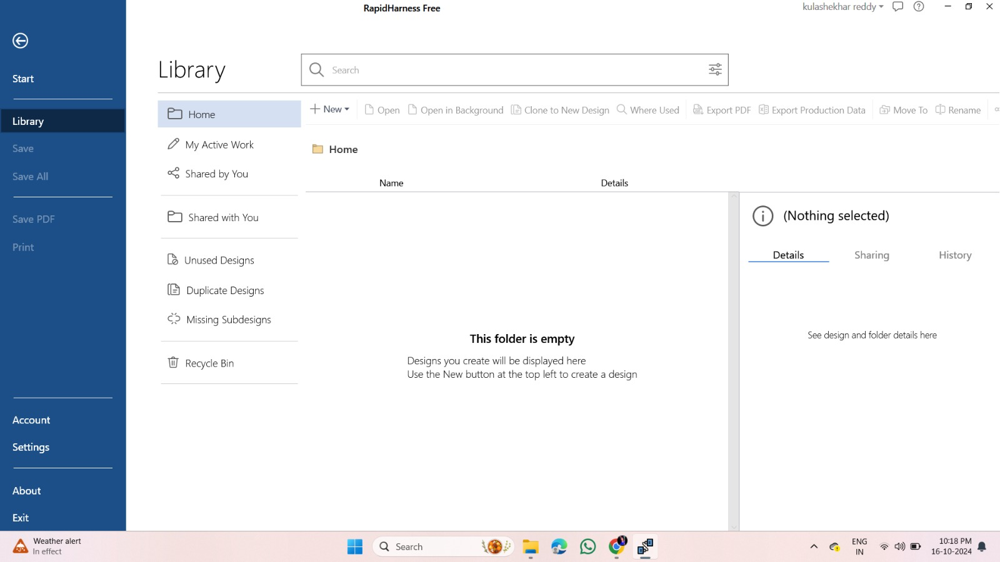 RapidHarness Free
kulashekhar reddy
Start
Library
Save
Save All
Save PDF
Print
Account
Settings
About
Exit
Library
Search
Home
My Active Work
Shared by You
Shared with You
Unused Designs
Duplicate Designs
Missing Subdesigns
Recycle Bin
New Open Open in Background Clone to New Design Where Used Export PDF Export Production Data Move To Rename
Home
Name Details
This folder is empty
Designs you create will be displayed here
Use the New button at the top left to create a design
(Nothing selected)
Details Sharing History
See design and folder details here
Weather alert
In effect
Search
ENG
IN
10:18 PM
16-10-2024